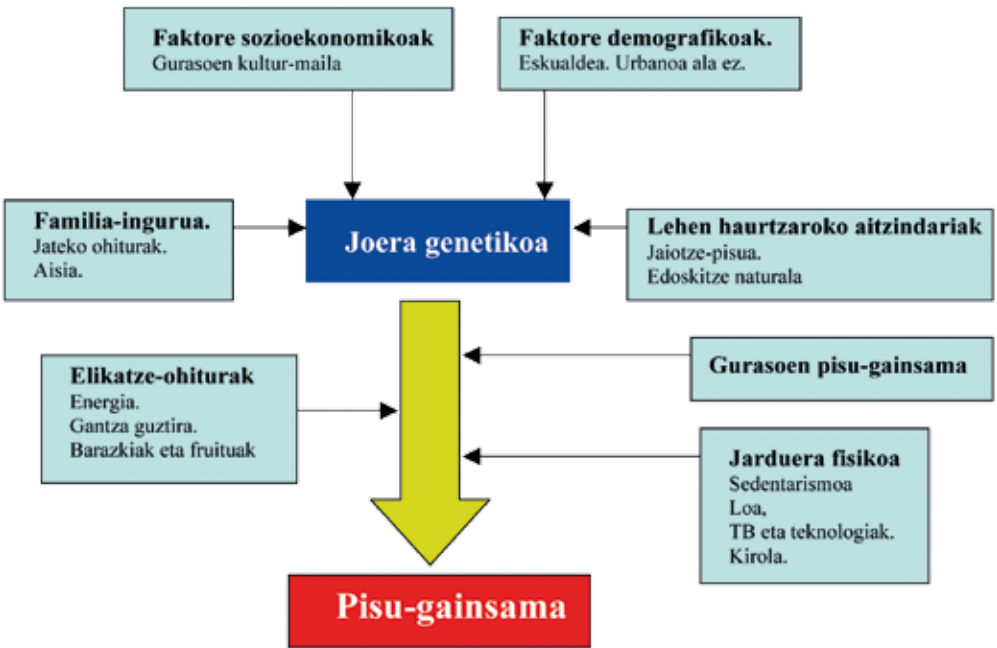 Faktore sozioekonomikoak
Gurasoen kultur-maila
Faktore demografikoak.
Eskualdea. Urbanoa ala ez.
Familia-ingurua.
Jateko ohiturak.
Aisia.
Joera genetikoa
Lehen haurtzaroko aitzindariak
Jaiotze-pisua.
Edoskitze naturala
Elikatze-ohiturak
Energia.
Gantza guztira.
Barazkiak eta fruituak
Gurasoen pisu-gainsama
Jarduera fisikoa
Sedentarismoa
Loa,
TB eta teknologiak.
Kirola.
Pisu-gainsama